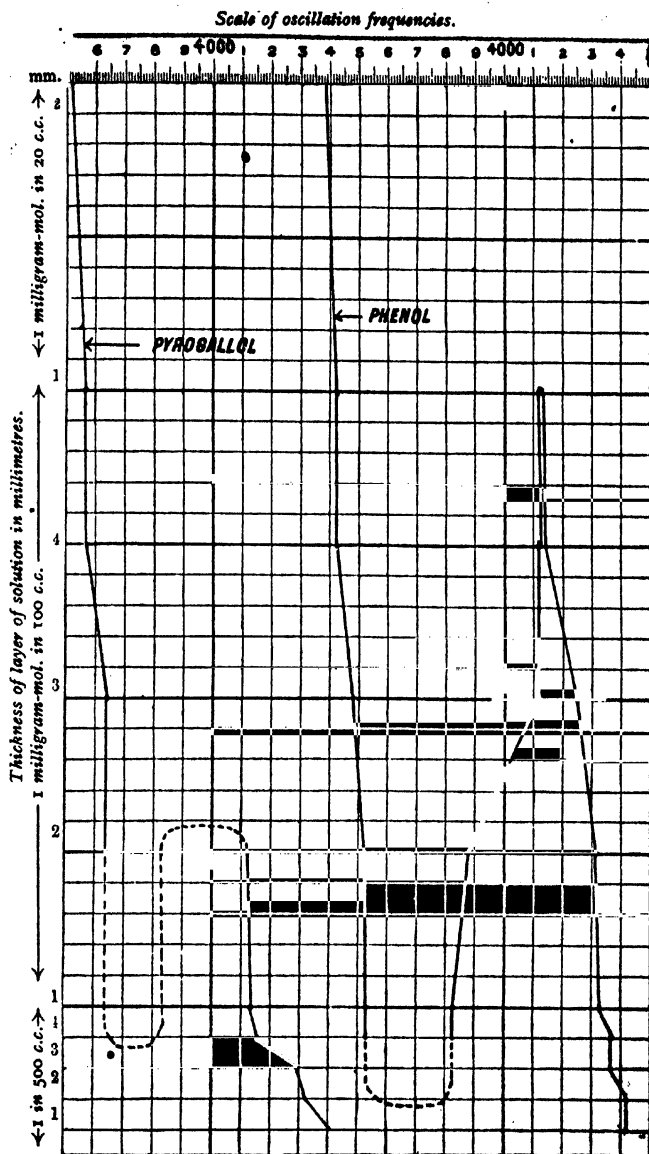 Scale of oscillation frequencies.
6 7 8 9 4000 1 2 3 4 5 6 7 8 9 4000 1 2 3 4
mm.
2
1 milligram-mol. in 20 c.c.
PHENOL
PYROGALLOL
1
Thickness of layer of solution in millimetres.
1 milligram-mol. in 100 c.c.
4
3
2
1
1 in 500 c.c.
4
3
2
1